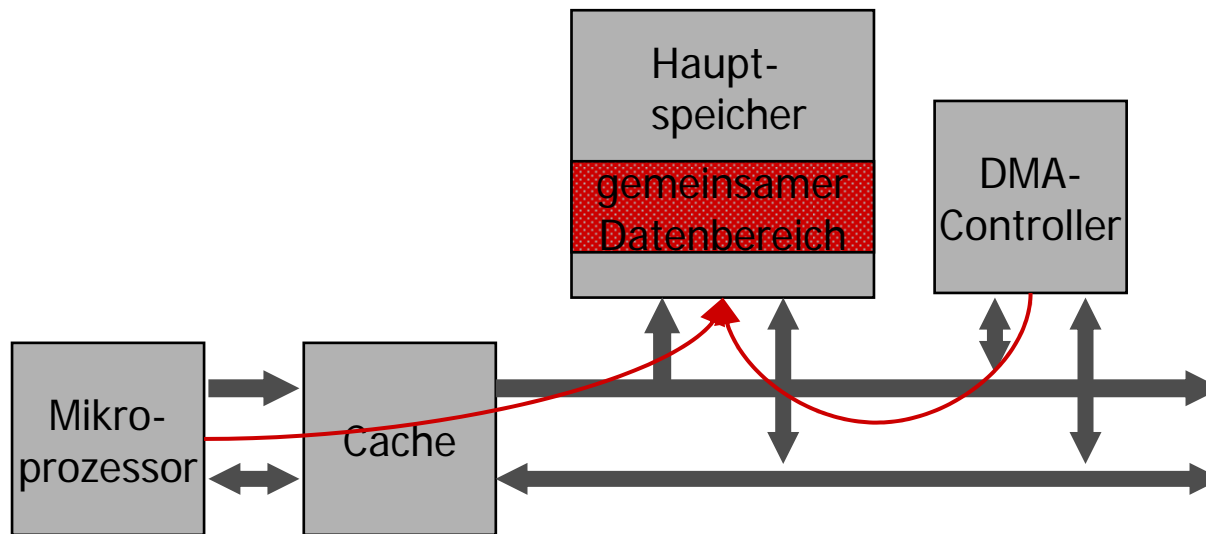 Haupt-
speicher
gemeinsamer
Datenbereich
DMA-
Controller
Mikro-
prozessor
Cache